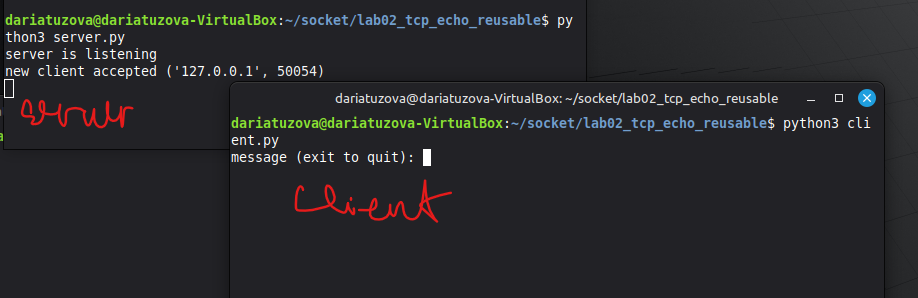 dariatuzova@dariatuzova-VirtualBox:~/socket/lab02_tcp_echo_reusable$ py
thon3 server.py
server is listening
new client accepted ('127.0.0.1', 50054)
server
dariatuzova@dariatuzova-VirtualBox: ~/socket/lab02_tcp_echo_reusable
dariatuzova@dariatuzova-VirtualBox:~/socket/lab02_tcp_echo_reusable$ python3 cli
ent.py
message (exit to quit):
client